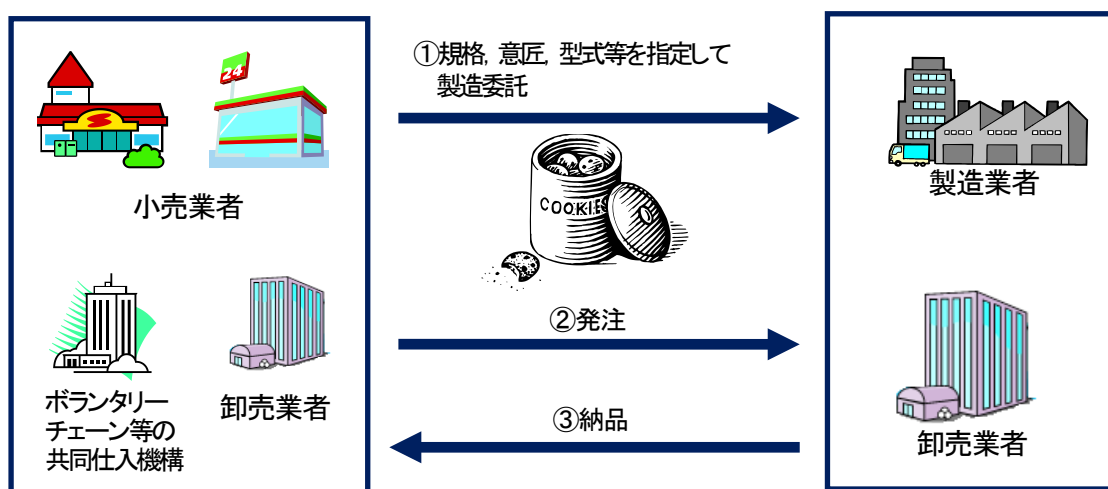 ①規格，意匠，型式等を指定して
製造委託
24
小売業者
COOKIES
製造業者
②発注
ボランタリー
チェーン等の
共同仕入機構
卸売業者
③納品
卸売業者